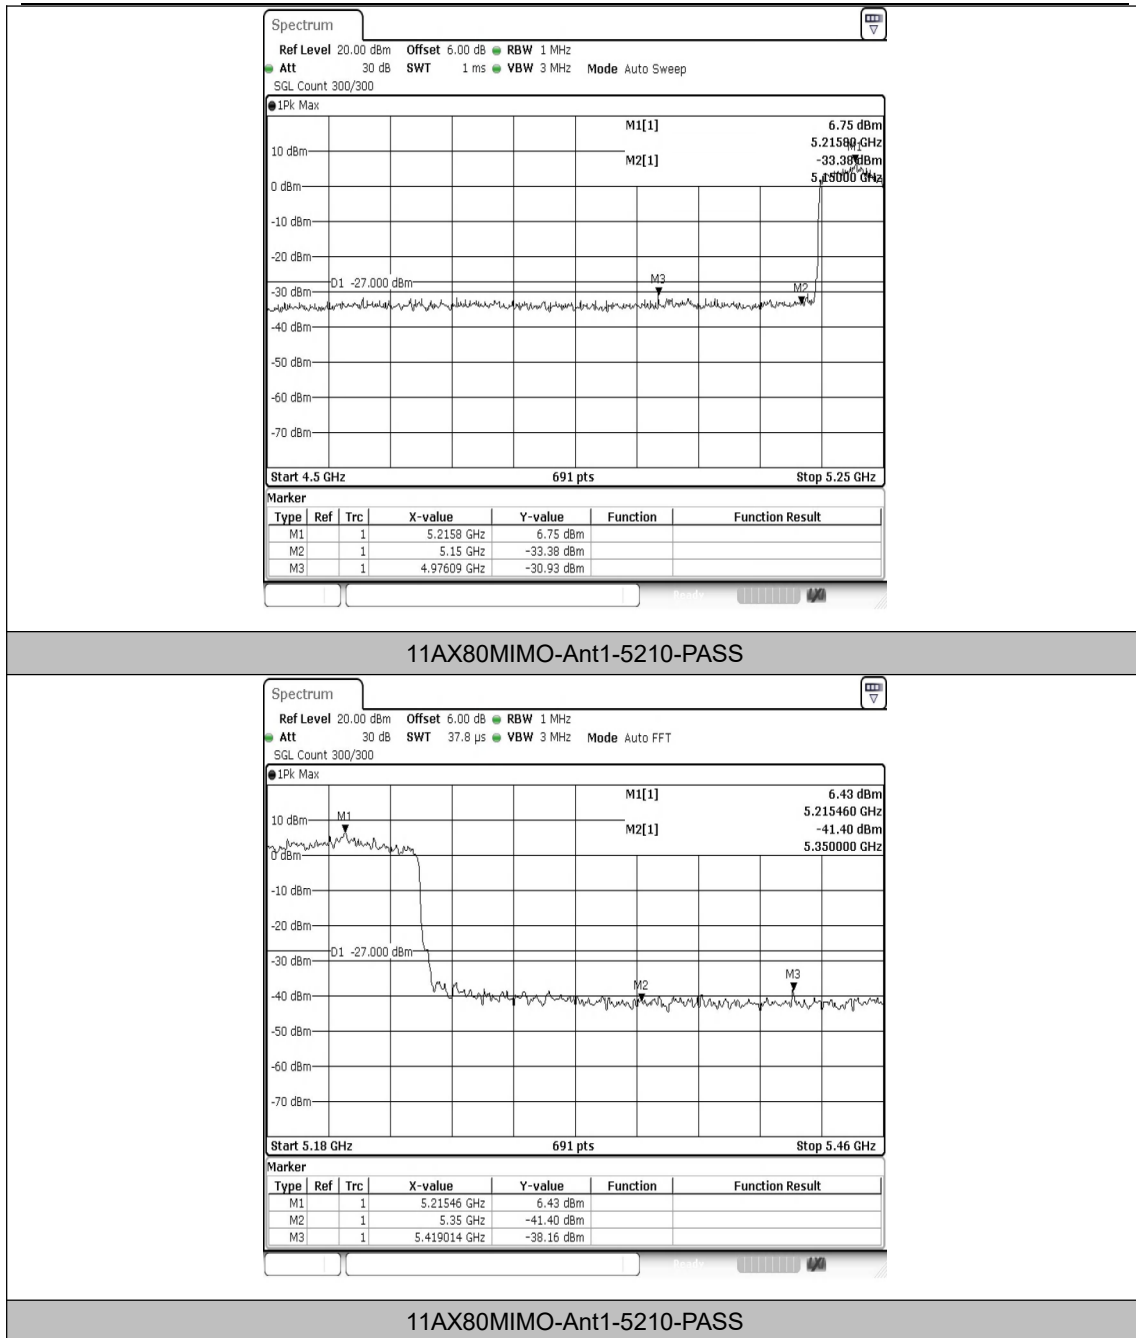 Spectrum
Ref Level 20.00 dBm Offset 6.00 dB RBW 1 MHz
Att 30 dB SWT 1 ms VBW 3 MHz Mode Auto Sweep
SGL Count 300/300
1Pk Max
M1[1] 6.75 dBm
5.21580 GHz
M2[1] -33.38 dBm
5.15000 GHz
M1
10 dBm
0 dBm
-10 dBm
-20 dBm
D1 -27.000 dBm
M3
M2
-30 dBm
-40 dBm
-50 dBm
-60 dBm
-70 dBm
Start 4.5 GHz 691 pts Stop 5.25 GHz
Marker
Type Ref Trc X-value Y-value Function Function Result
M1 1 5.2158 GHz 6.75 dBm
M2 1 5.15 GHz -33.38 dBm
M3 1 4.97609 GHz -30.93 dBm
Ready
11AX80MIMO-Ant1-5210-PASS
Spectrum
Ref Level 20.00 dBm Offset 6.00 dB RBW 1 MHz
Att 30 dB SWT 37.8 µs VBW 3 MHz Mode Auto FFT
SGL Count 300/300
1Pk Max
M1[1] 6.43 dBm
5.215460 GHz
M2[1] -41.40 dBm
5.350000 GHz
M1
10 dBm
0 dBm
-10 dBm
-20 dBm
D1 -27.000 dBm
-30 dBm
M3
M2
-40 dBm
-50 dBm
-60 dBm
-70 dBm
Start 5.18 GHz 691 pts Stop 5.46 GHz
Marker
Type Ref Trc X-value Y-value Function Function Result
M1 1 5.21546 GHz 6.43 dBm
M2 1 5.35 GHz -41.40 dBm
M3 1 5.419014 GHz -38.16 dBm
Ready
11AX80MIMO-Ant1-5210-PASS